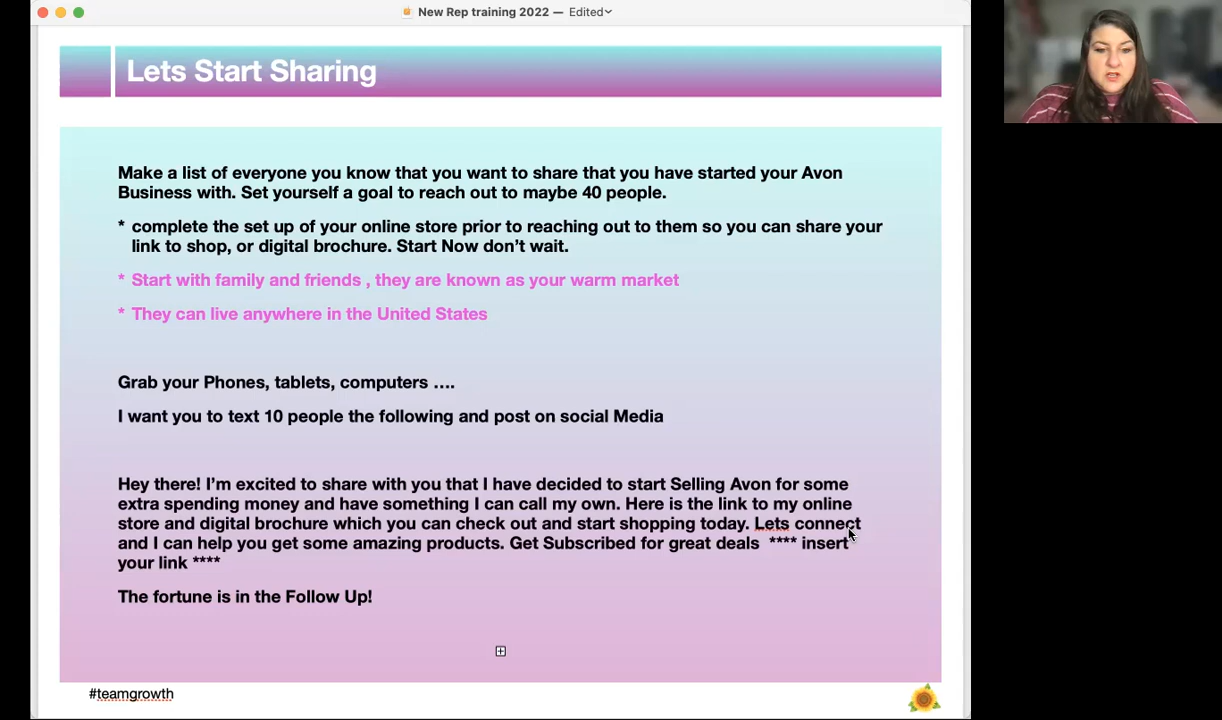 New Rep training 2022 — Edited
Lets Start Sharing
Make a list of everyone you know that you want to share that you have started your Avon
Business with. Set yourself a goal to reach out to maybe 40 people.
* complete the set up of your online store prior to reaching out to them so you can share your
link to shop, or digital brochure. Start Now don’t wait.
* Start with family and friends , they are known as your warm market
* They can live anywhere in the United States
Grab your Phones, tablets, computers ….
I want you to text 10 people the following and post on social Media
Hey there! I’m excited to share with you that I have decided to start Selling Avon for some
extra spending money and have something I can call my own. Here is the link to my online
store and digital brochure which you can check out and start shopping today. Lets connect
and I can help you get some amazing products. Get Subscribed for great deals  **** insert
your link ****
The fortune is in the Follow Up!
#teamgrowth